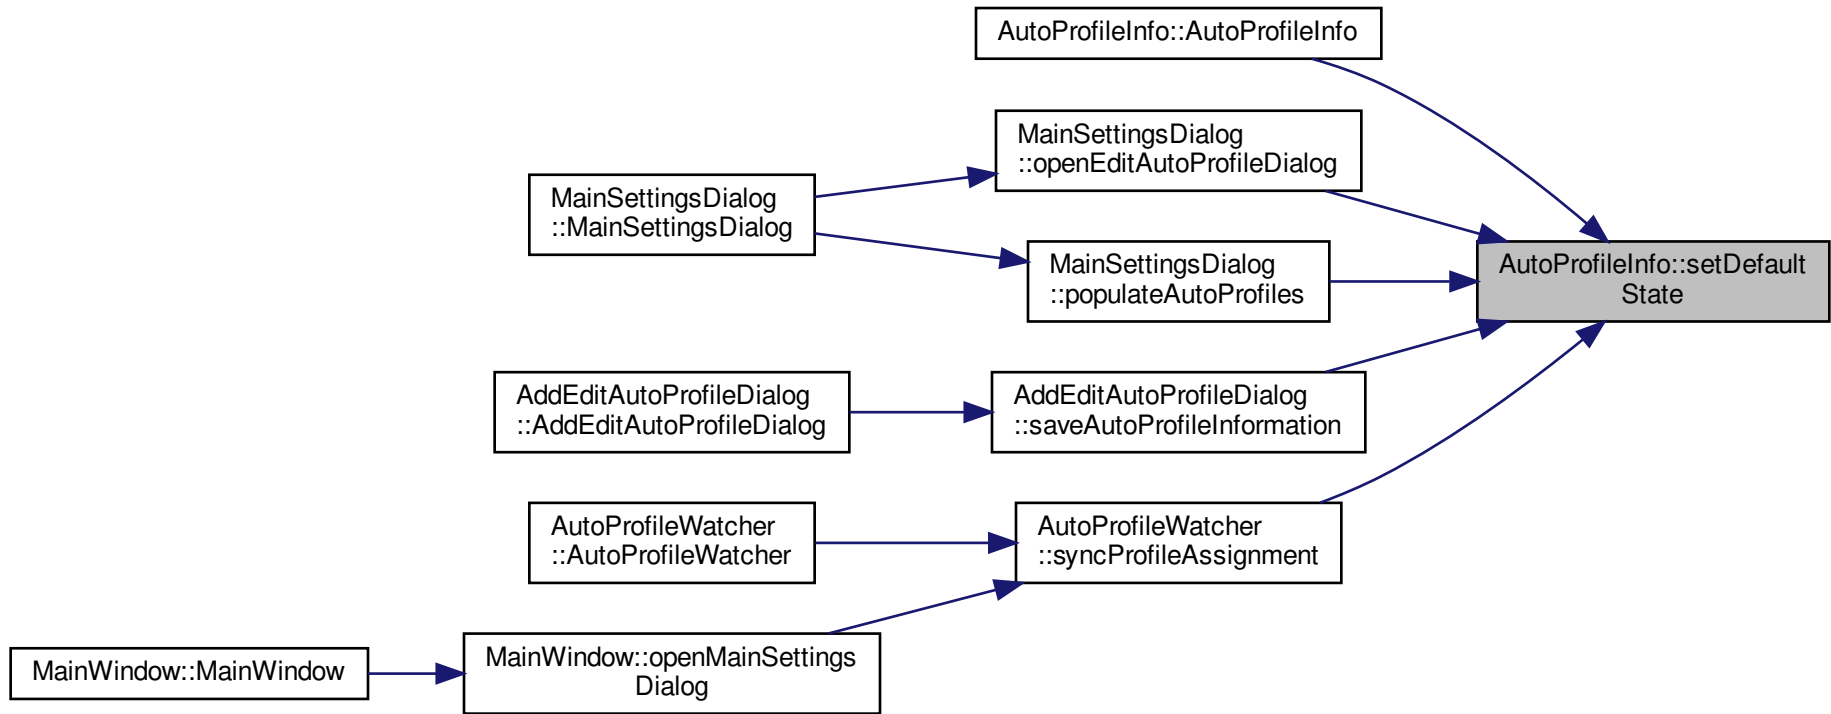 AutoProfileInfo::AutoProfileInfo
MainSettingsDialog
::openEditAutoProfileDialog
MainSettingsDialog
::MainSettingsDialog
MainSettingsDialog
::populateAutoProfiles
AutoProfileInfo::setDefault
State
AddEditAutoProfileDialog
::AddEditAutoProfileDialog
AddEditAutoProfileDialog
::saveAutoProfileInformation
AutoProfileWatcher
::AutoProfileWatcher
AutoProfileWatcher
::syncProfileAssignment
MainWindow::MainWindow
MainWindow::openMainSettings
Dialog